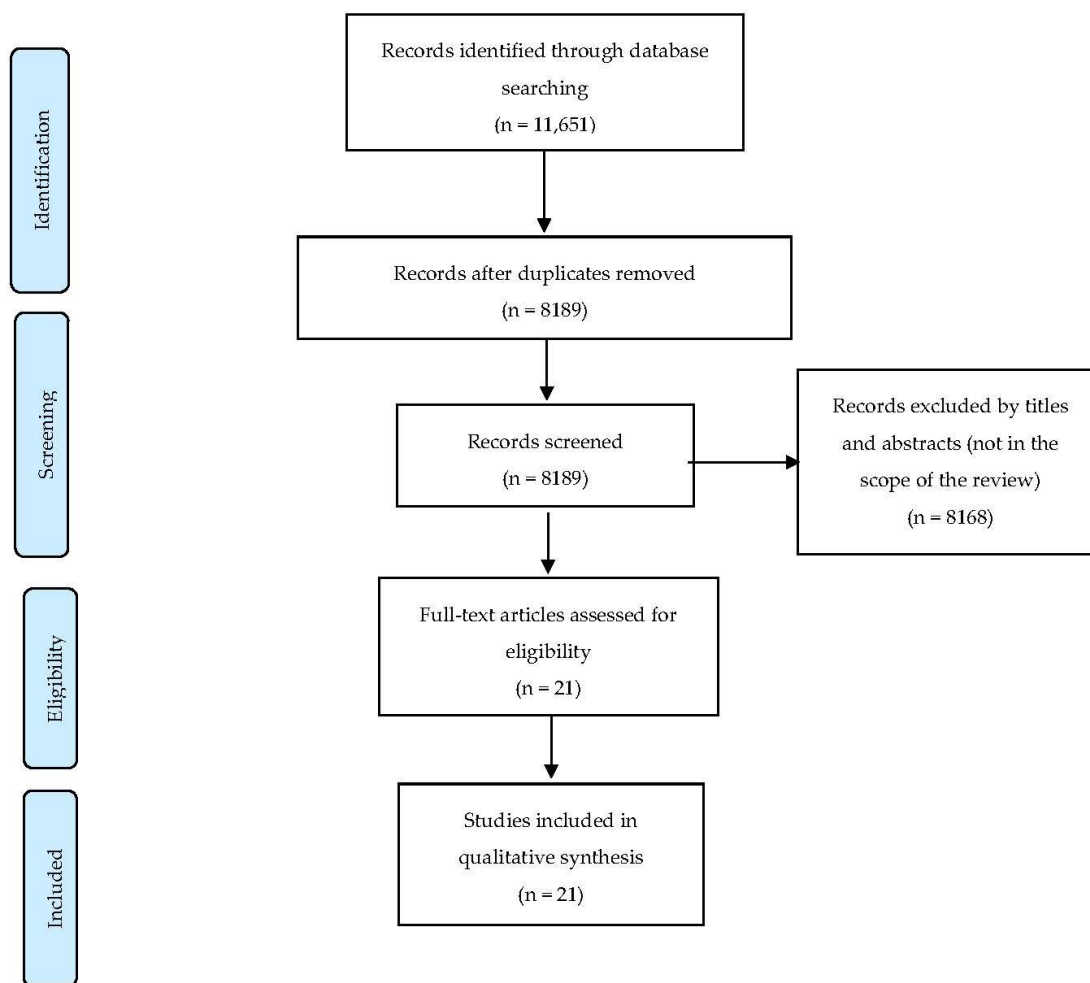 Identification
Records identified through database
searching
(n = 11,651)
Records after duplicates removed
(n = 8189)
Screening
Records screened
(n = 8189)
Records excluded by titles
and abstracts (not in the
scope of the review)
(n = 8168)
Eligibility
Full-text articles assessed for
eligibility
(n = 21)
Included
Studies included in
qualitative synthesis
(n = 21)